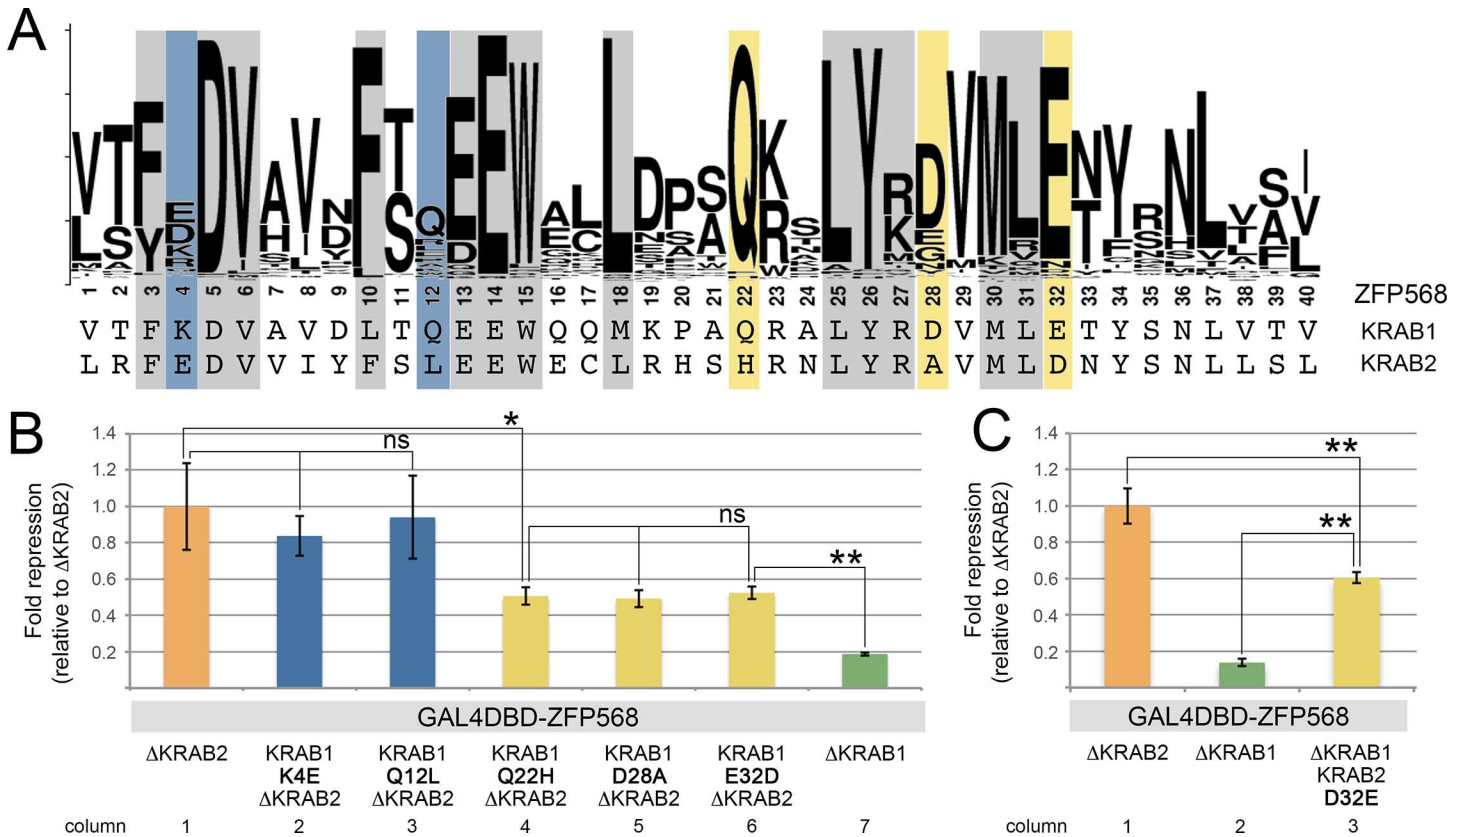 A
1 2 3 4 5 6 7 8 9 10 11 12 13 14 15 16 17 18 19 20 21 22 23 24 25 26 27 28 29 30 31 32 33 34 35 36 37 38 39 40 ZFP568
V T F K D V A V D L T Q E E W Q Q M K P A Q R A L Y R D V M L E T Y S N L V T V KRAB1
L R F E D V V I Y F S L E E W E C L R H S H R N L Y R A V M L D N Y S N L L S L KRAB2
B
Fold repression
(relative to ΔKRAB2)
1.4
1.2
1.0
0.8
0.6
0.4
0.2
*
ns
ns
**
GAL4DBD-ZFP568
ΔKRAB2 KRAB1 KRAB1 KRAB1 KRAB1 KRAB1 ΔKRAB1
K4E Q12L Q22H D28A E32D
ΔKRAB2 ΔKRAB2 ΔKRAB2 ΔKRAB2 ΔKRAB2
column 1 2 3 4 5 6 7
C
Fold repression
(relative to ΔKRAB2)
1.4
1.2
1.0
0.8
0.6
0.4
0.2
**
**
GAL4DBD-ZFP568
ΔKRAB2 ΔKRAB1 ΔKRAB1
KRAB2
D32E
column 1 2 3